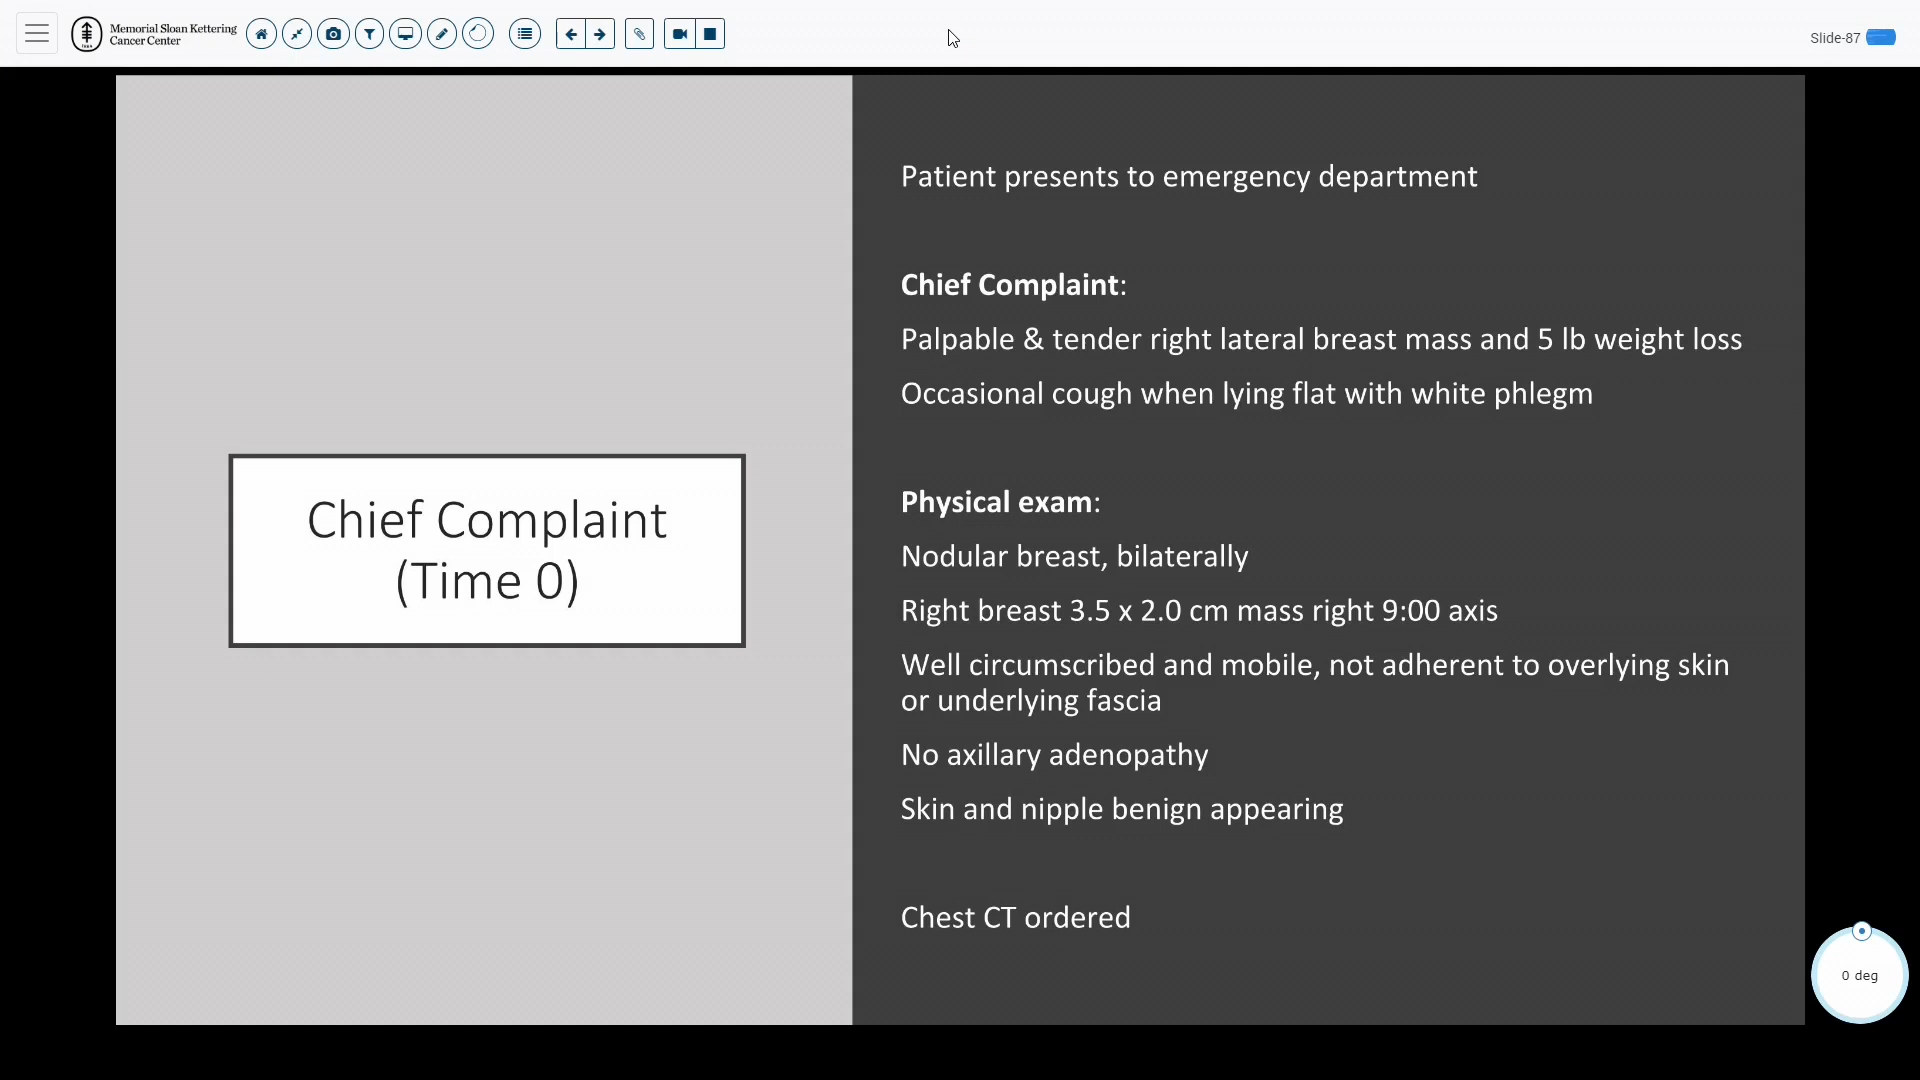 Memorial Sloan Kettering
Cancer Center
Slide-87
Chief Complaint
(Time 0)
Patient presents to emergency department
Chief Complaint:
Palpable & tender right lateral breast mass and 5 lb weight loss
Occasional cough when lying flat with white phlegm
Physical exam:
Nodular breast, bilaterally
Right breast 3.5 x 2.0 cm mass right 9:00 axis
Well circumscribed and mobile, not adherent to overlying skin
or underlying fascia
No axillary adenopathy
Skin and nipple benign appearing
Chest CT ordered
0 deg